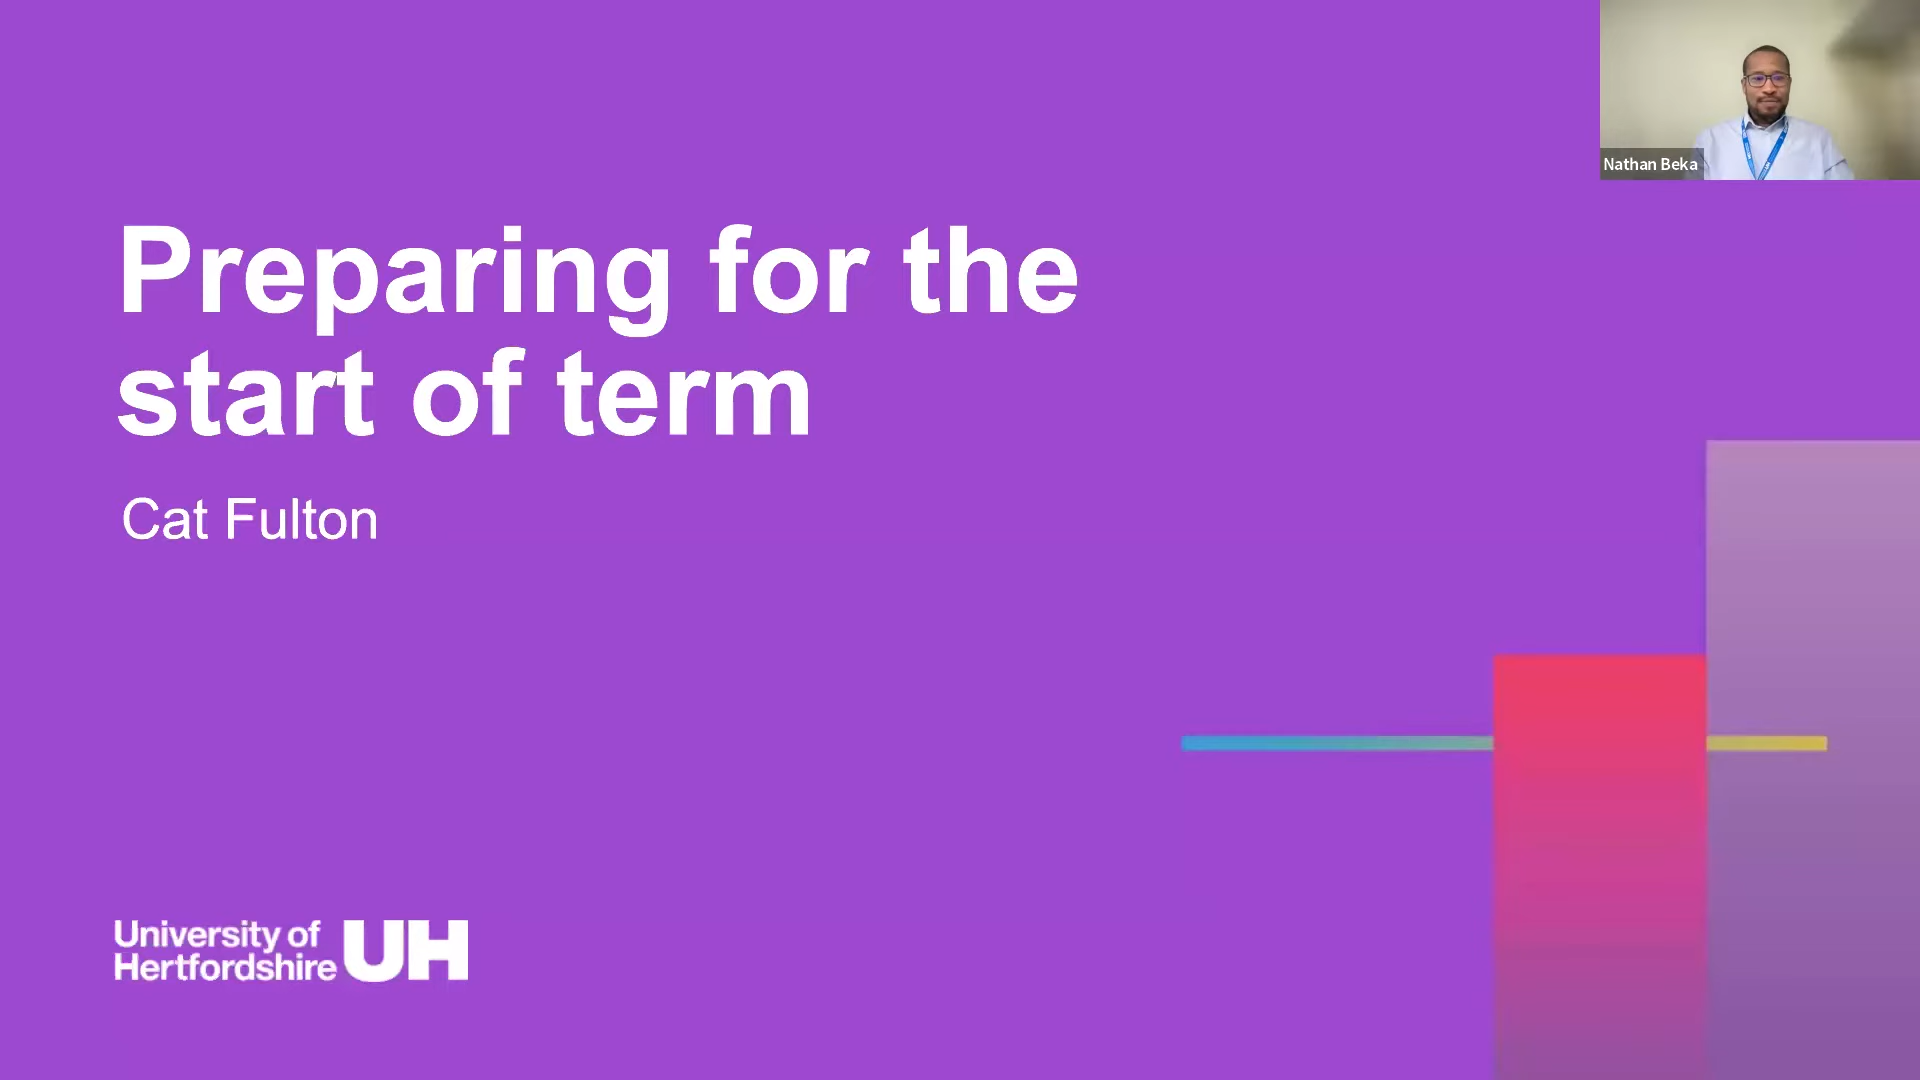 Nathan Beka
Preparing for the
start of term
Cat Fulton
University of
Hertfordshire UH